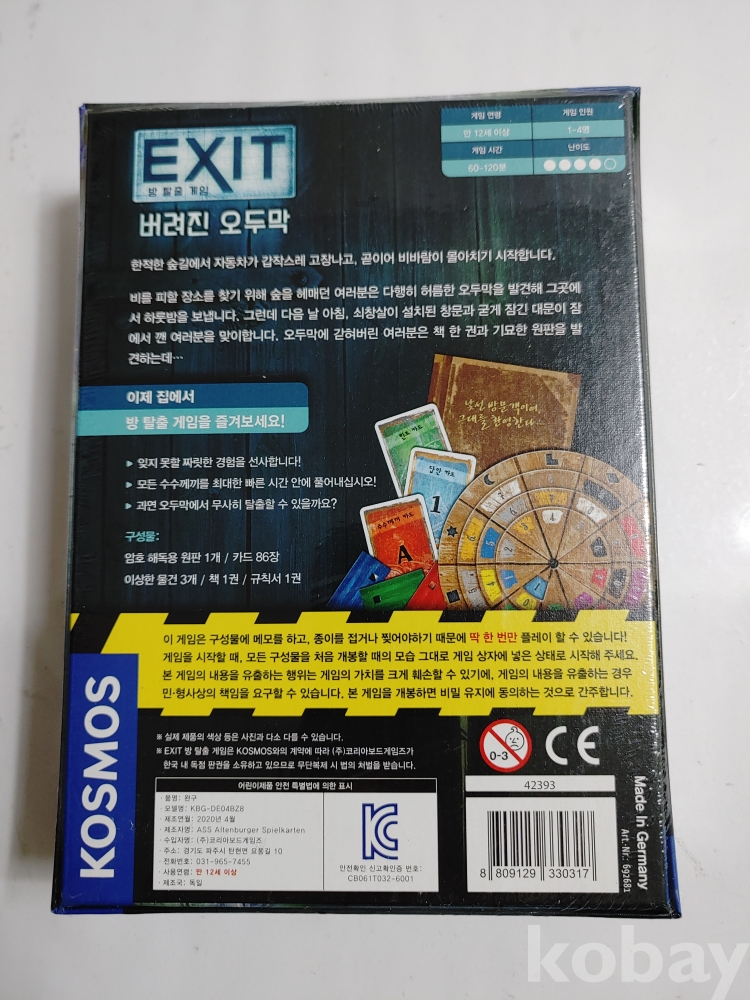 EXIT
방 탈출 게임
버려진 오두막
게임 연령
게임 인원
만 12세 이상
1-4명
게임 시간
난이도
60-120분
한적한 숲길에서 자동차가 갑작스레 고장나고, 곧이어 비바람이 몰아치기 시작합니다.
비를 피할 장소를 찾기 위해 숲을 헤매던 여러분은 다행히 허름한 오두막을 발견해 그곳에
서 하룻밤을 보냅니다. 그런데 다음 날 아침, 쇠창살이 설치된 창문과 굳게 잠긴 대문이 잠
에서 깬 여러분을 맞이합니다. 오두막에 갇혀버린 여러분은 책 한 권과 기묘한 원판을 발
견하는데…
이제 집에서
방 탈출 게임을 즐겨보세요!
▶ 잊지 못할 짜릿한 경험을 선사합니다!
▶ 모든 수수께끼를 최대한 빠른 시간 안에 풀어내십시오!
▶ 과연 오두막에서 무사히 탈출할 수 있을까요?
구성물:
암호 해독용 원판 1개 / 카드 86장
이상한 물건 3개 / 책 1권 / 규칙서 1권
낯선 방문객이여,
그대를 환영한다...
힌트 카드
정답 카드
1
수수께끼 카드
A
이 게임은 구성물에 메모를 하고, 종이를 접거나 찢어야하기 때문에 딱 한 번만 플레이 할 수 있습니다!
게임을 시작할 때, 모든 구성물을 처음 개봉할 때의 모습 그대로 게임 상자에 넣은 상태로 시작해 주세요.
본 게임의 내용을 유출하는 행위는 게임의 가치를 크게 훼손할 수 있기에, 게임의 내용을 유출하는 경우
민·형사상의 책임을 요구할 수 있습니다. 본 게임을 개봉하면 비밀 유지에 동의하는 것으로 간주합니다.
KOSMOS
※ 실제 제품의 색상 등은 사진과 다소 다를 수 있습니다.
※ EXIT 방 탈출 게임은 KOSMOS와의 계약에 따라 (주)코리아보드게임즈가
한국 내 독점 판권을 소유하고 있으므로 무단복제 시 법의 처벌을 받습니다.
어린이제품 안전 특별법에 의한 표시
· 품명: 완구
· 모델명: KBG-DE04BZ8
· 제조연월: 2020년 4월
· 제조자명: ASS Altenburger Spielkarten
· 수입자명: (주)코리아보드게임즈
· 주소: 경기도 파주시 탄현면 요풍길 10
· 전화번호: 031-965-7455
· 사용연령: 만 12세 이상
· 제조국: 독일
KC
안전확인 신고확인증 번호:
CB061T032-6001
0-3
CE
42393
8 809129 330317
Made in Germany
Art.-Nr.: 692681
kobay